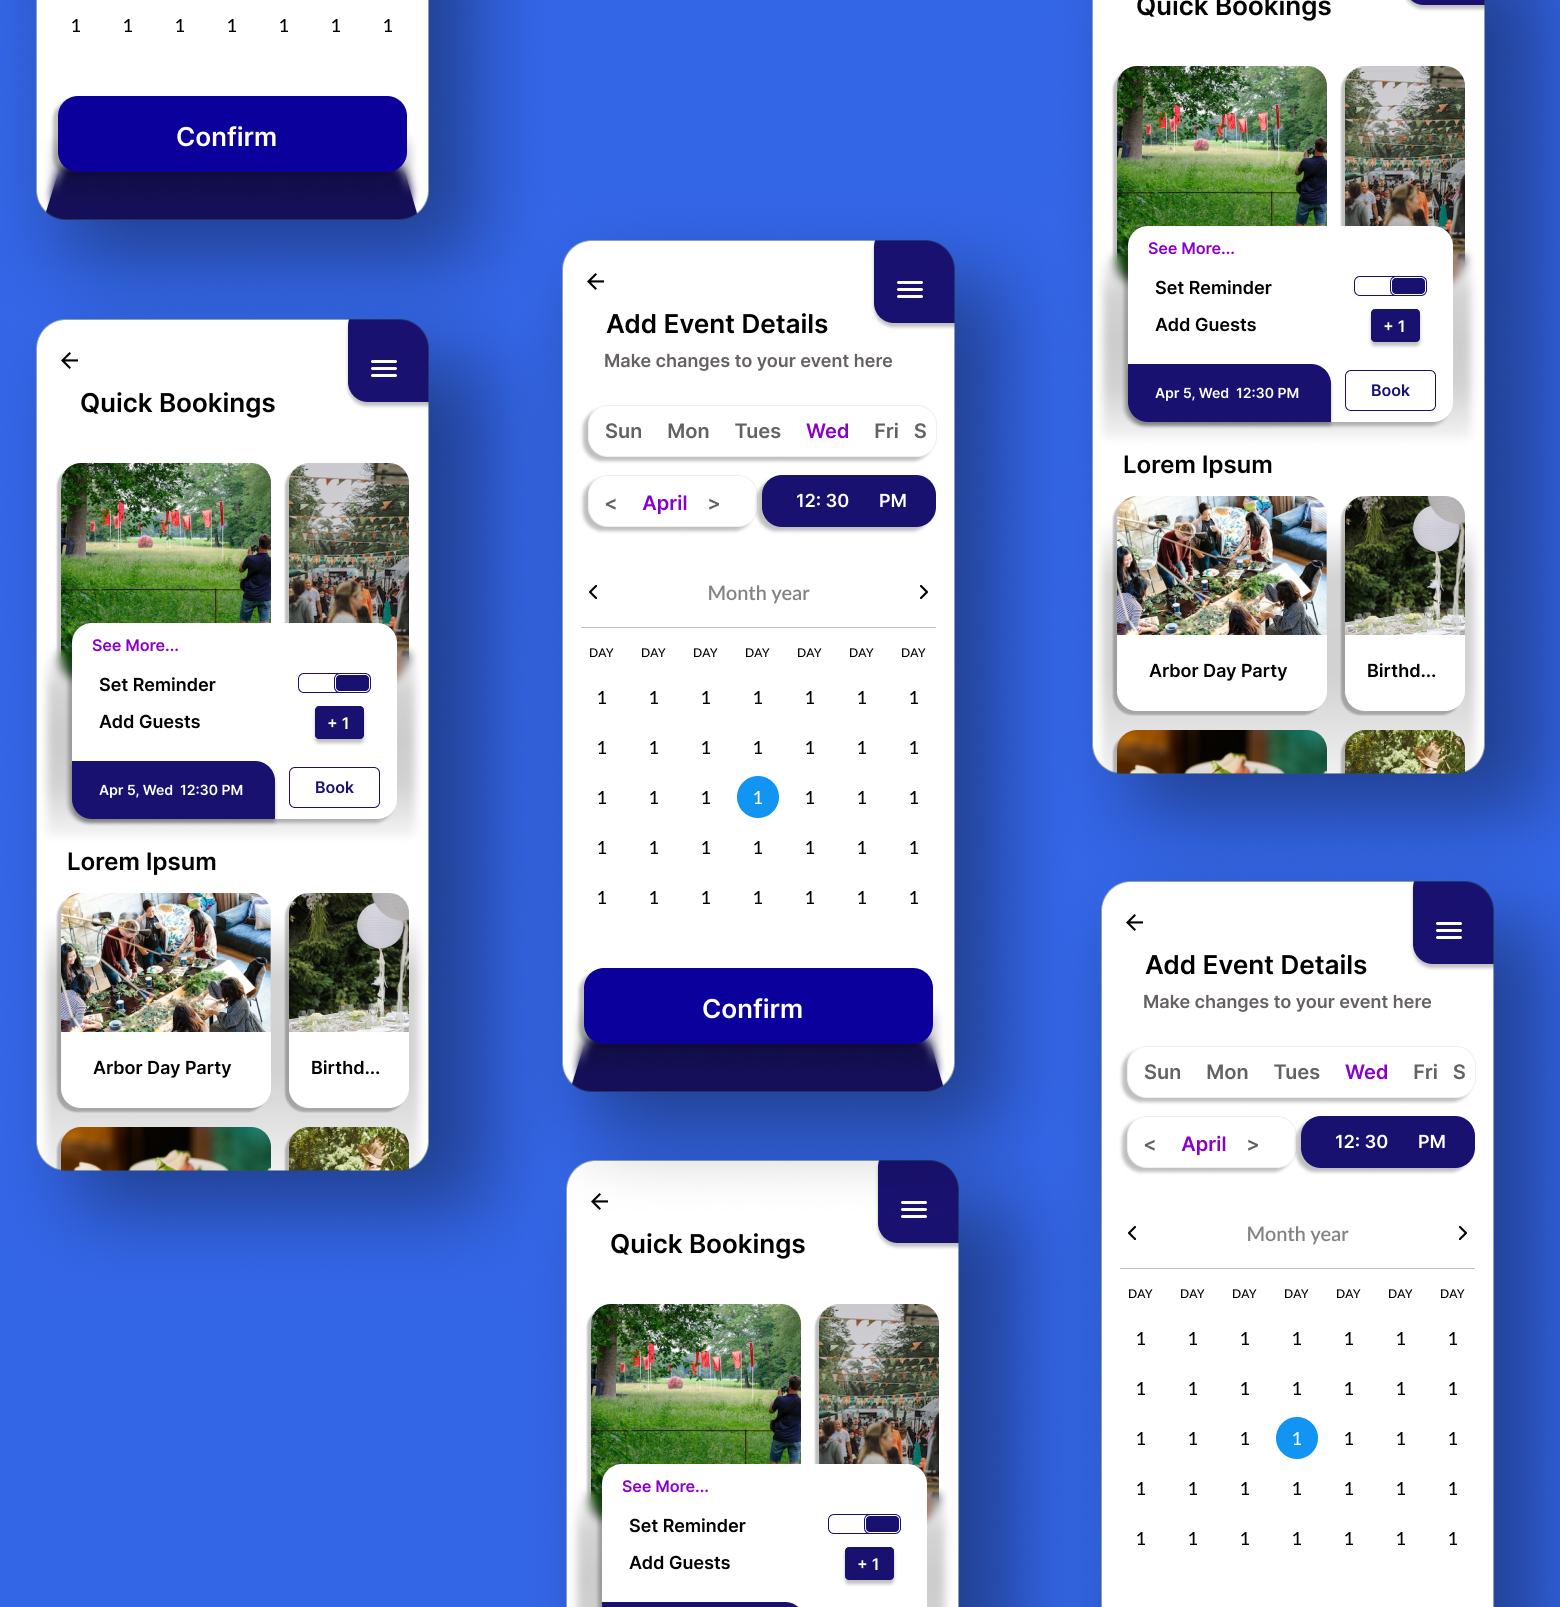 1 1 1 1 1 1 1
Confirm
Quick Bookings
See More...
Set Reminder
Add Guests
+ 1
Apr 5, Wed 12:30 PM
Book
Lorem Ipsum
Arbor Day Party
Birthd...
Add Event Details
Make changes to your event here
Sun Mon Tues Wed Fri S
< April >
12: 30 PM
Month year
DAY DAY DAY DAY DAY DAY DAY
1 1 1 1 1 1 1
1 1 1 1 1 1 1
1 1 1 1 1 1 1
1 1 1 1 1 1 1
1 1 1 1 1 1 1
Confirm
Quick Bookings
See More...
Set Reminder
Add Guests
+ 1
Quick Bookings
See More...
Set Reminder
Add Guests
+ 1
Apr 5, Wed 12:30 PM
Book
Lorem Ipsum
Arbor Day Party
Birthd...
Add Event Details
Make changes to your event here
Sun Mon Tues Wed Fri S
< April >
12: 30 PM
Month year
DAY DAY DAY DAY DAY DAY DAY
1 1 1 1 1 1 1
1 1 1 1 1 1 1
1 1 1 1 1 1 1
1 1 1 1 1 1 1
1 1 1 1 1 1 1